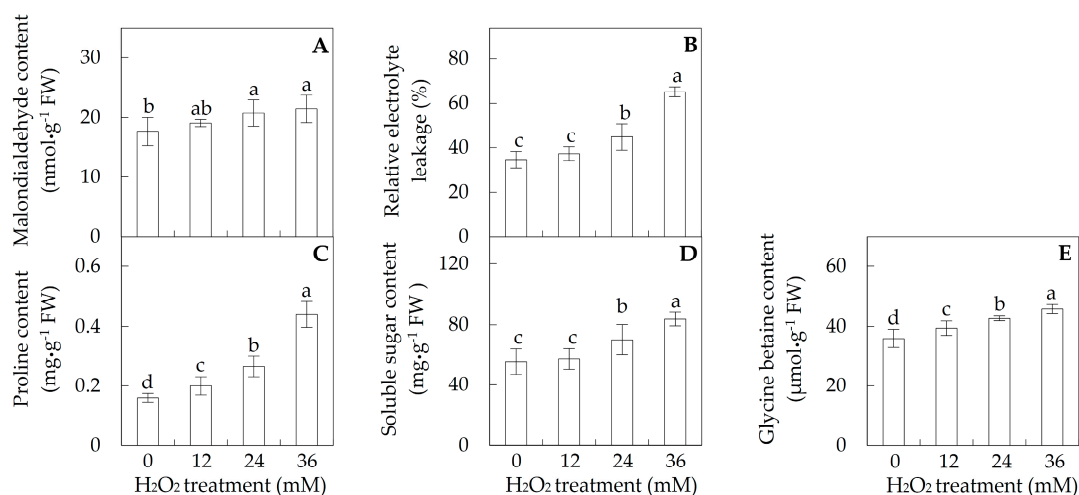 Malondialdehyde content
(nmol•g⁻¹ FW)
30
20
10
0
A
b
ab
a
a
Relative electrolyte
leakage (%)
80
60
40
20
0
B
c
c
b
a
Proline content
(mg•g⁻¹ FW)
0.6
0.4
0.2
0
C
d
c
b
a
0 12 24 36
H₂O₂ treatment (mM)
Soluble sugar content
(mg•g⁻¹ FW )
120
80
40
0
D
c
c
b
a
0 12 24 36
H₂O₂ treatment (mM)
Glycine betaine content
(μmol•g⁻¹ FW)
60
40
20
0
E
d
c
b
a
0 12 24 36
H₂O₂ treatment (mM)